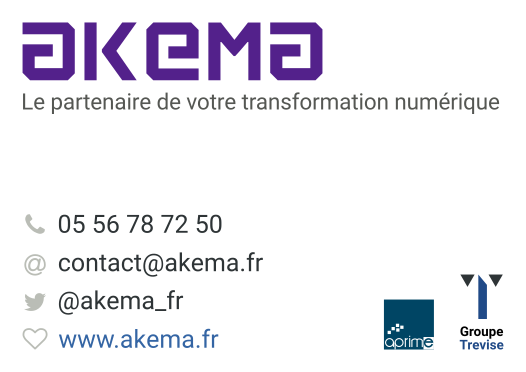 akema
Le partenaire de votre transformation numérique
05 56 78 72 50
@ contact@akema.fr
@akema_fr
www.akema.fr
aprime
Groupe
Trevise